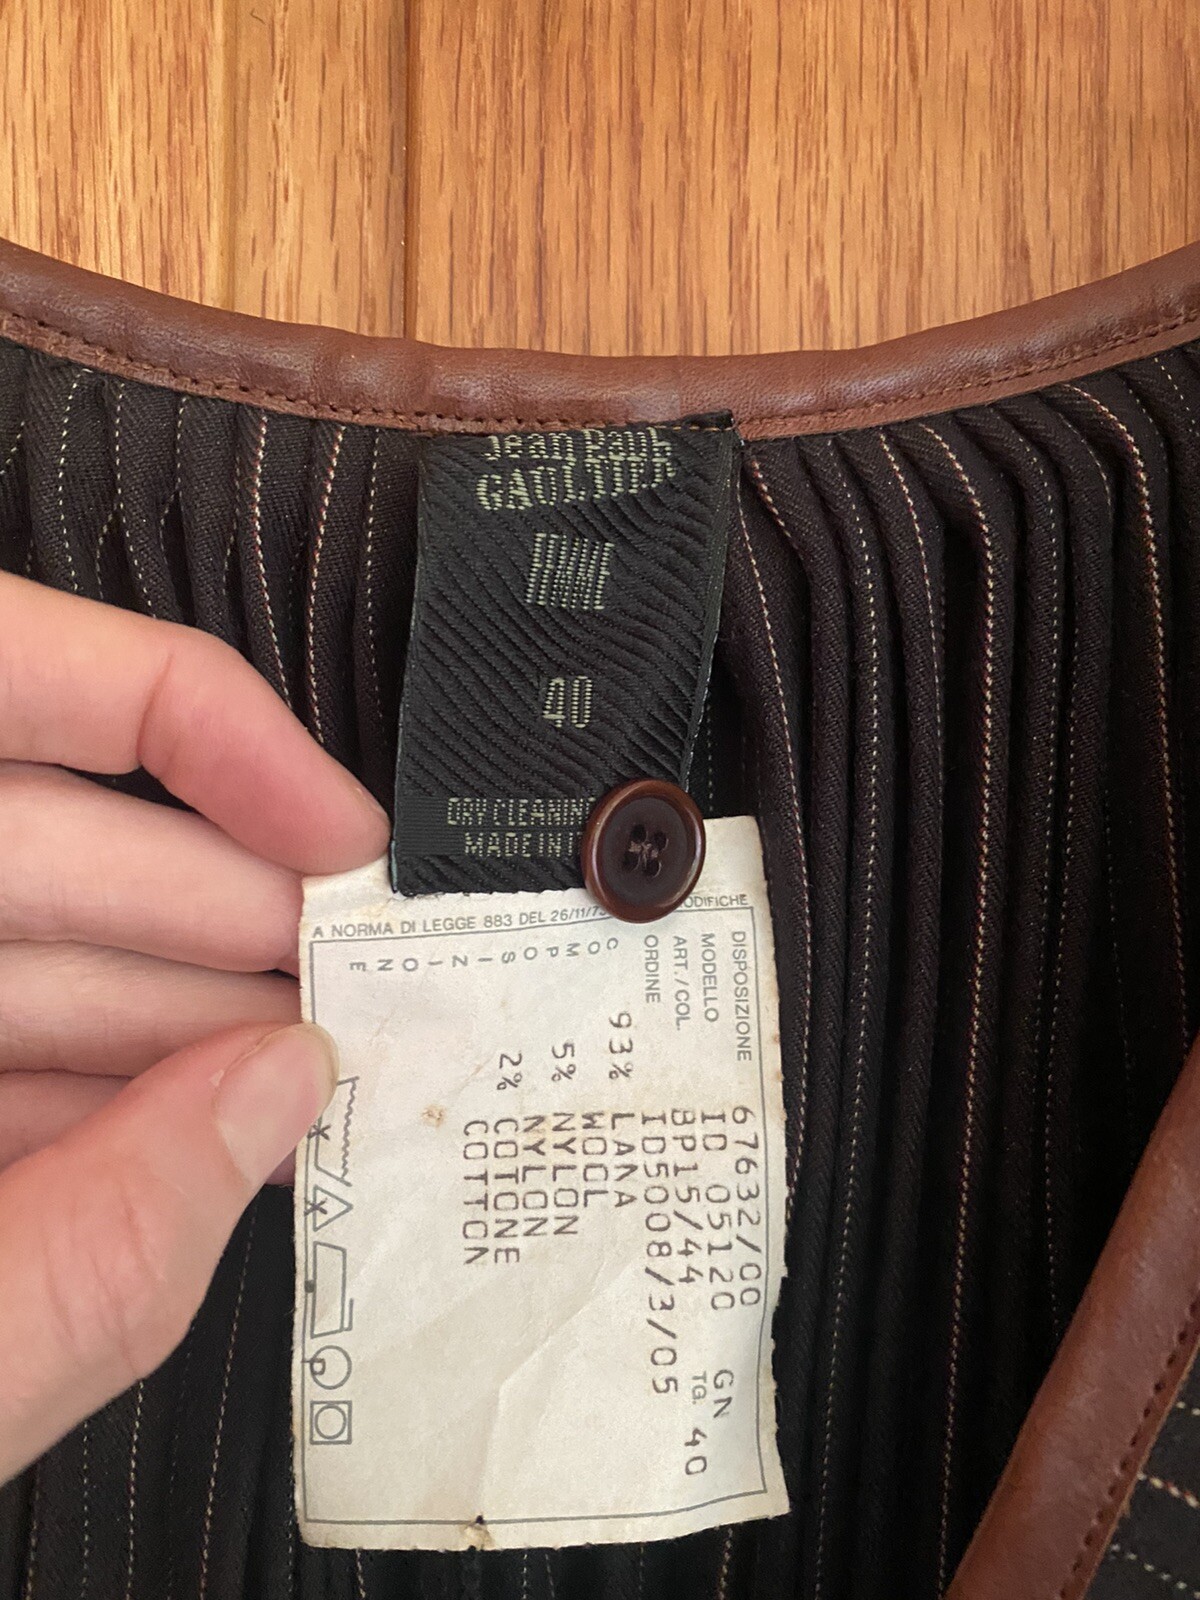 Jean Paul
GAULTIER
FEMME
40
DRY CLEANING
MADE IN
A NORMA DI LEGGE 883 DEL 26/11/73
DISPOSIZIONE 67632/00
MODELLO ID 05120 GN
ART./COL. BP15/44 TG. 40
ORDINE ID5008/3/05
COMPOSIZIONE
93% LANA
WOOL
5% NYLON
NYLON
2% COTONE
COTTON